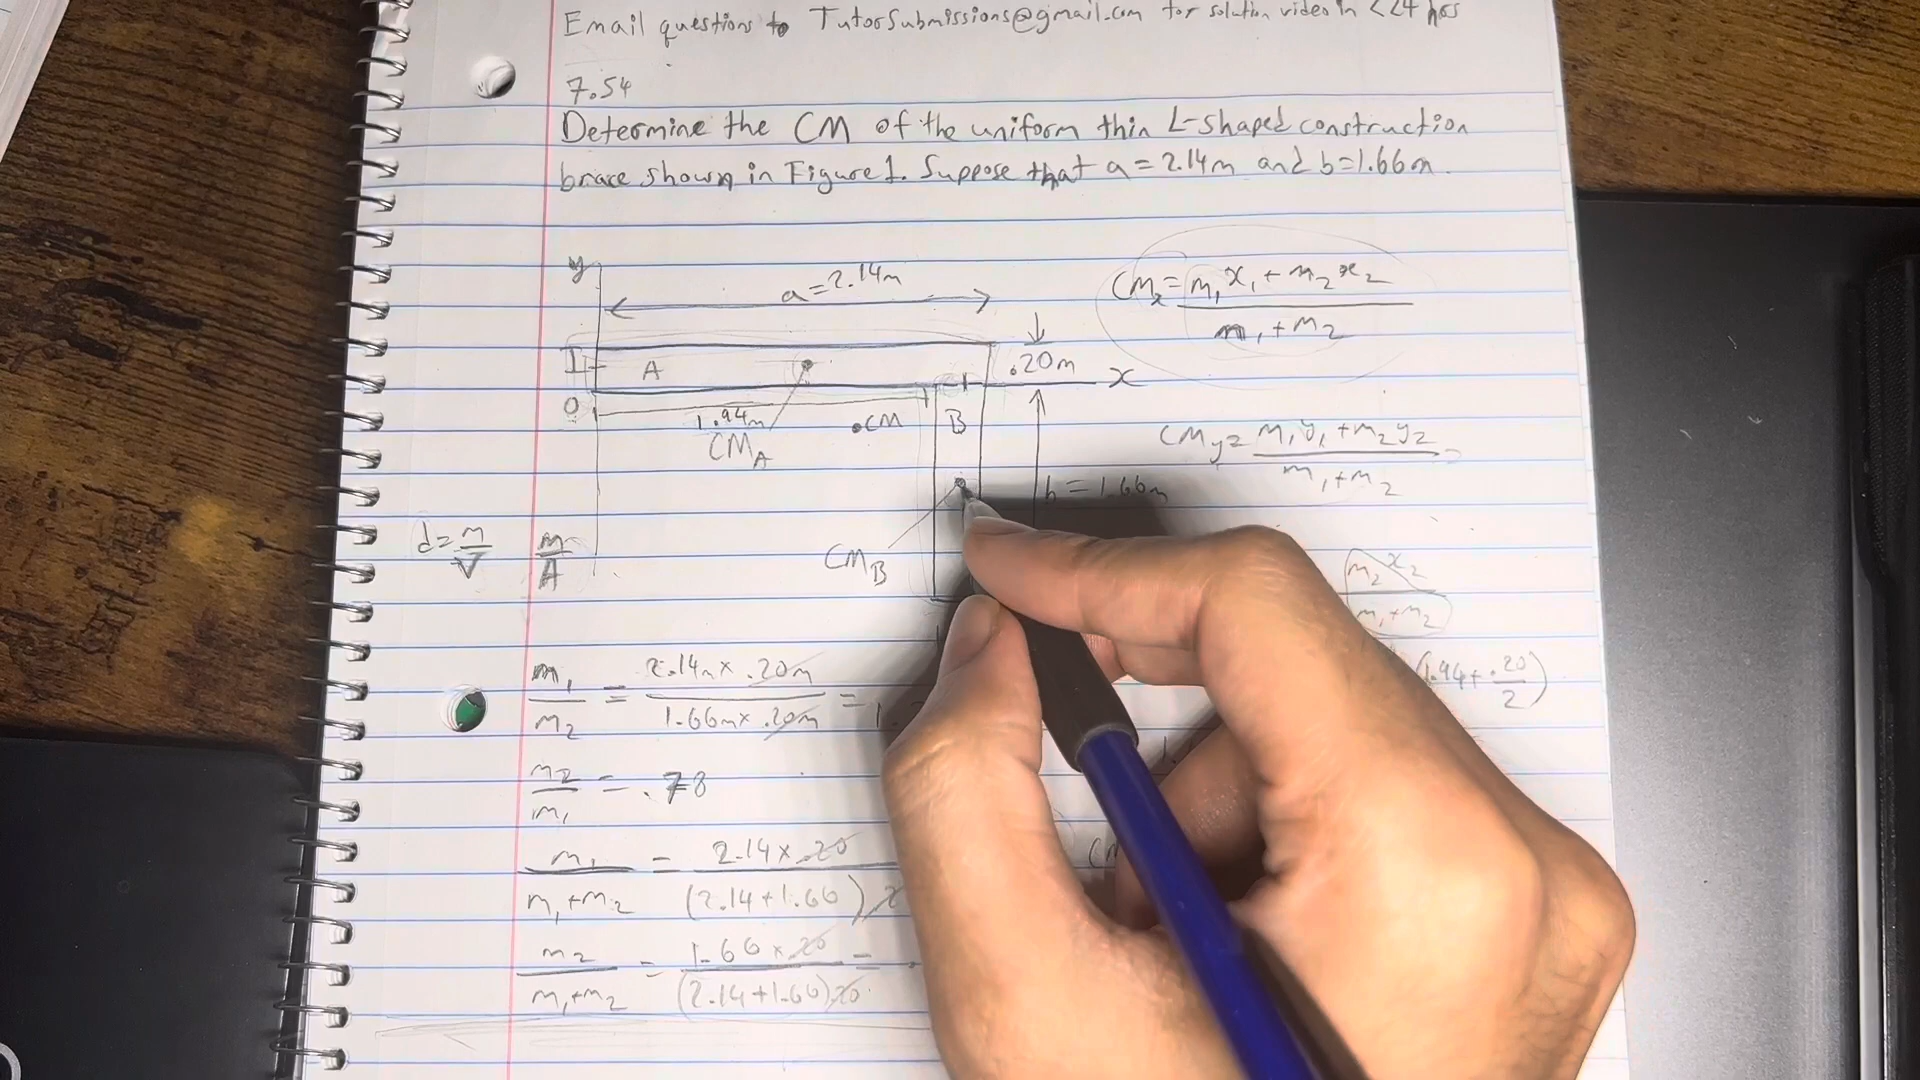 Email questions to TutorSubmissions@gmail.com for solution video in <24 hrs
7.54
Determine the CM of the uniform thin L-shaped construction
brace shown in Figure 1. Suppose that a = 2.14m and b = 1.66m.
y
a = 2.14m
CMx = m1x1 + m2x2
m1 + m2
I
A
.20m
x
O
1.94m
.CM
B
CMA
CMy = m1y1 + m2y2 =
m1 + m2
b = 1.66m
d = m/V
m/A
CMB
m2 x2
m1 + m2
m1/m2 = 2.14m x .20m / 1.66m x .20m = 1.
(1.94 + .20/2)
m2/m1 = .78
m1 / m1 + m2 = 2.14 x .20 / (2.14 + 1.66)
m2 / m1 + m2 = 1.66 x 20 / (2.14 + 1.66) 20 = .